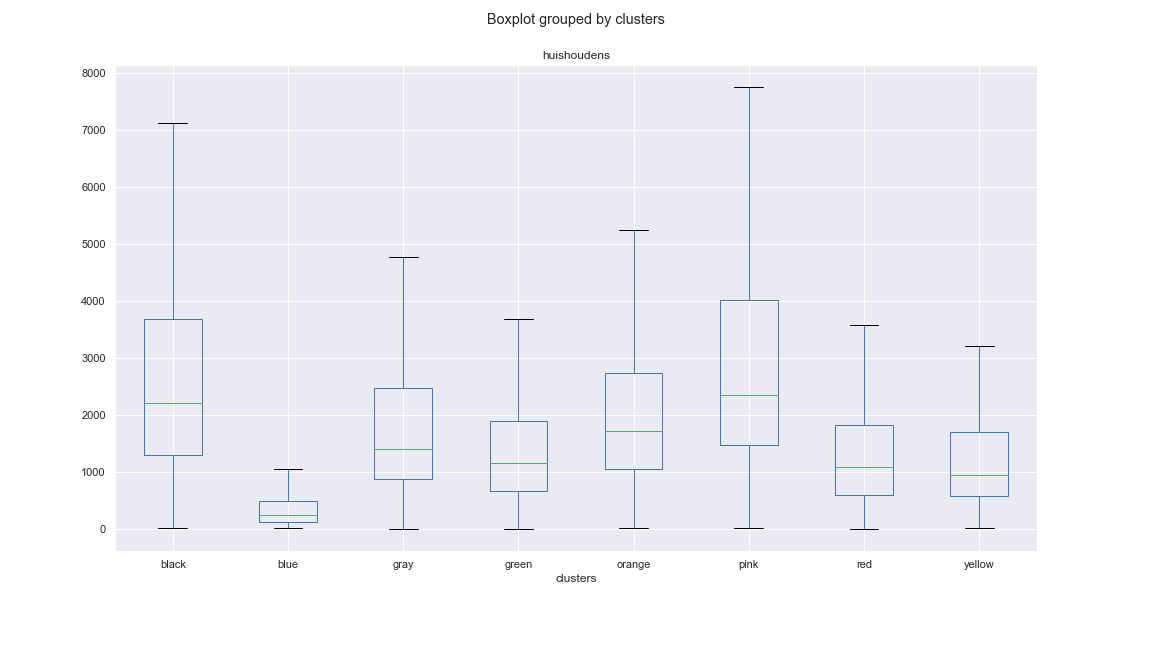 Boxplot grouped by clusters
huishoudens
8000
7000
6000
5000
4000
3000
2000
1000
0
black blue gray green orange pink red yellow
clusters